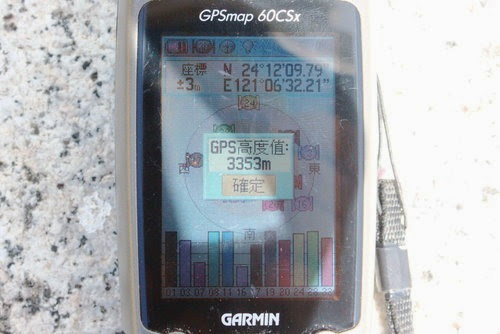 GPSmap 60CSx
座標 N 24°12'09.79"
±3m E121°06'32.21"
GPS高度值:
3353m
確定
西 東
南
GARMIN